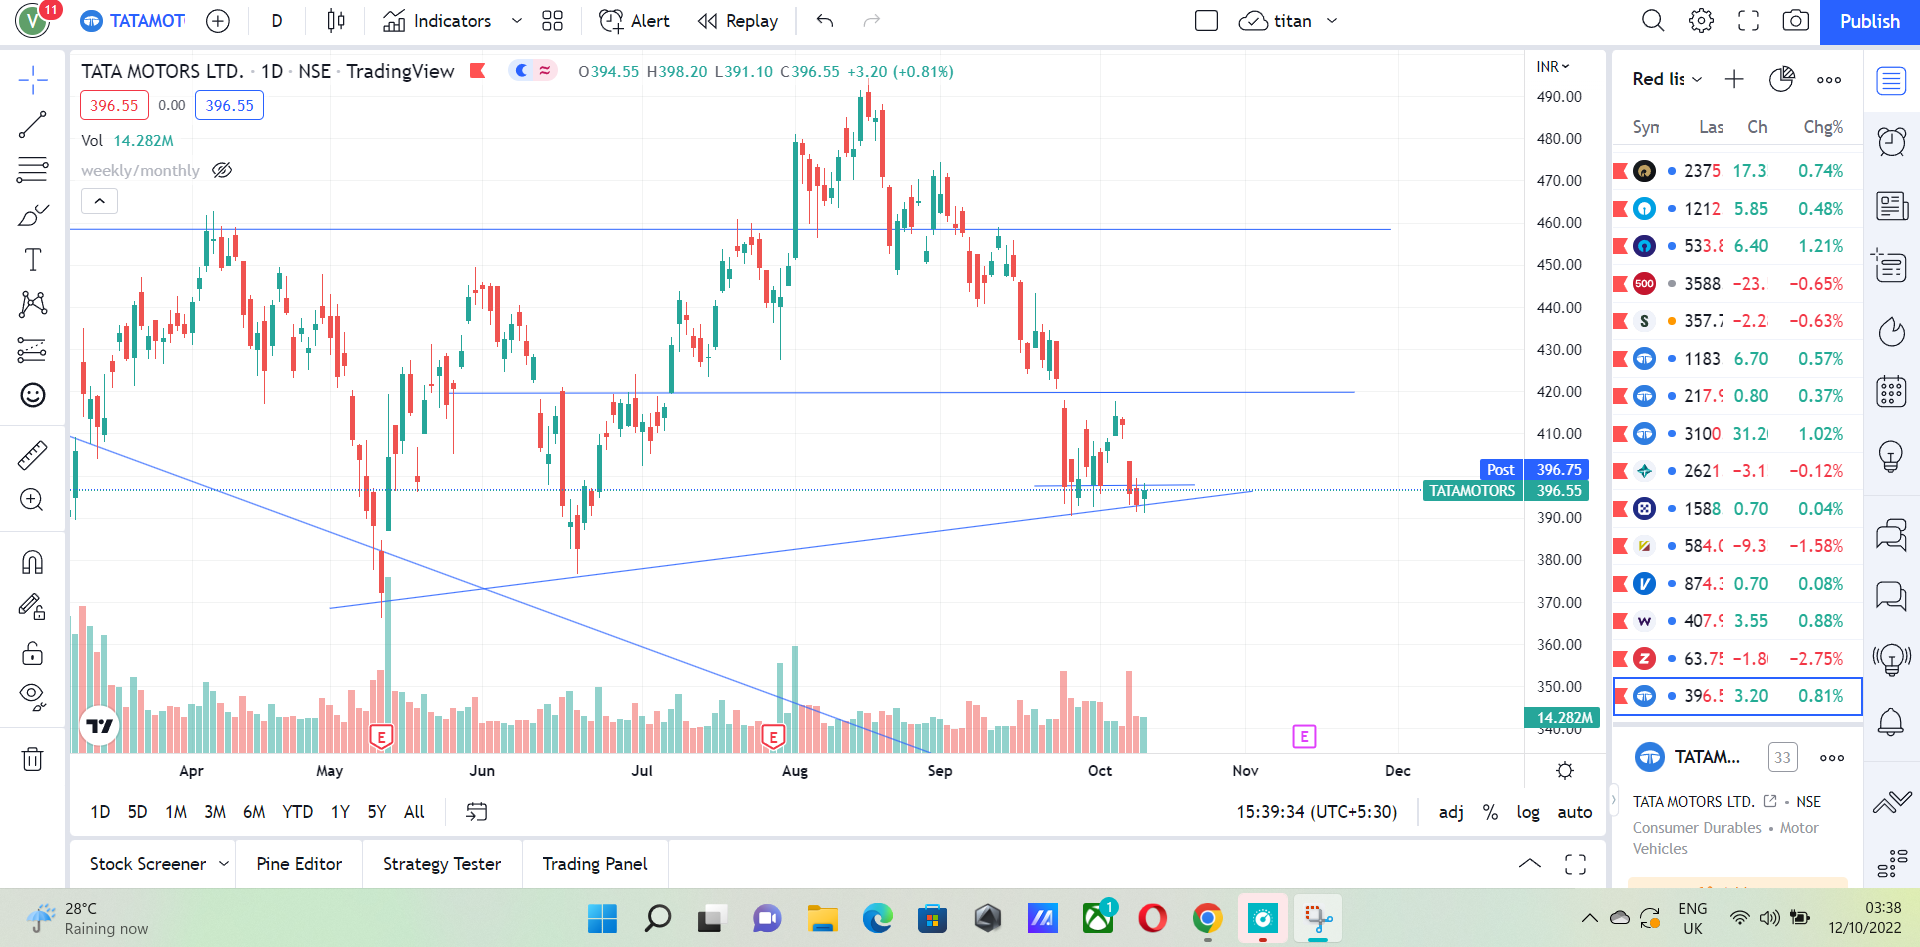 V 11 TATAMOT D Indicators Alert Replay titan Publish
TATA MOTORS LTD. · 1D · NSE · TradingView O394.55 H398.20 L391.10 C396.55 +3.20 (+0.81%)
396.55 0.00 396.55
Vol 14.282M
weekly/monthly
INR
490.00
480.00
470.00
460.00
450.00
440.00
430.00
420.00
410.00
Post 396.75
TATAMOTORS 396.55
390.00
380.00
370.00
360.00
350.00
14.282M
340.00
E E E
Apr May Jun Jul Aug Sep Oct Nov Dec
1D 5D 1M 3M 6M YTD 1Y 5Y All 15:39:34 (UTC+5:30) adj % log auto
Stock Screener Pine Editor Strategy Tester Trading Panel
Red lis
Syn Las Ch Chg%
2375 17.3 0.74%
1212 5.85 0.48%
533.8 6.40 1.21%
500 3588 −23. −0.65%
S 357.7 −2.2 −0.63%
1183 6.70 0.57%
217.9 0.80 0.37%
3100 31.2 1.02%
2621 −3.1 −0.12%
1588 0.70 0.04%
584.0 −9.3 −1.58%
874.3 0.70 0.08%
407.9 3.55 0.88%
63.75 −1.8 −2.75%
396.5 3.20 0.81%
TATAM... 33
TATA MOTORS LTD. • NSE
Consumer Durables • Motor
Vehicles
28°C
Raining now
1
ENG
UK
03:38
12/10/2022